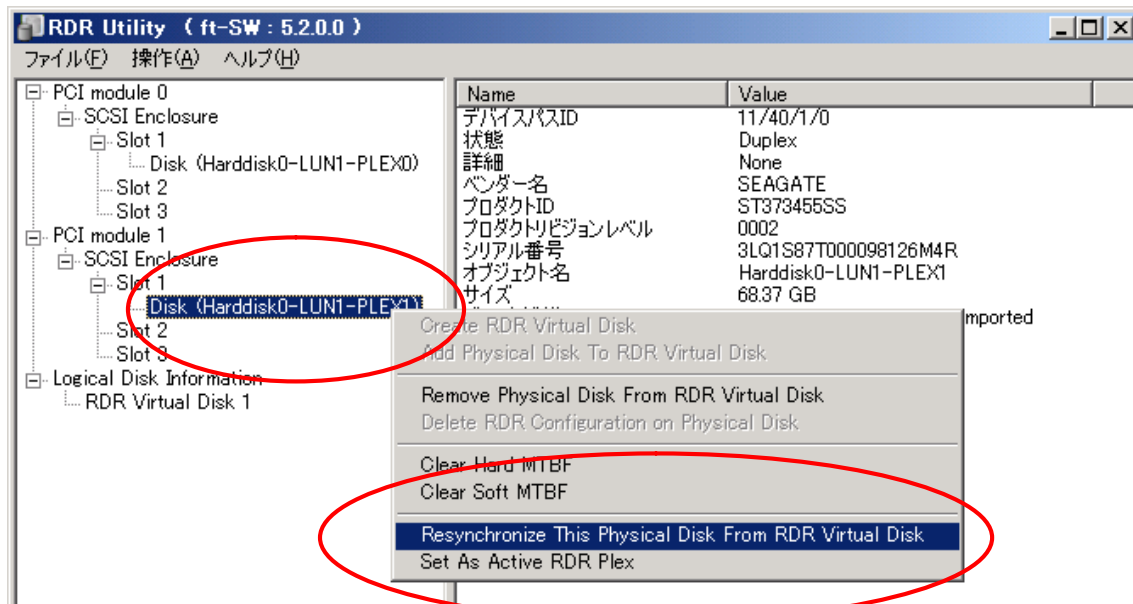 RDR Utility ( ft-SW : 5.2.0.0 )
ファイル(F) 操作(A) ヘルプ(H)
PCI module 0
SCSI Enclosure
Slot 1
Disk (Harddisk0-LUN1-PLEX0)
Slot 2
Slot 3
PCI module 1
SCSI Enclosure
Slot 1
Disk (Harddisk0-LUN1-PLEX1)
Slot 2
Slot 3
Logical Disk Information
RDR Virtual Disk 1
Name Value
デバイスパスID 11/40/1/0
状態 Duplex
詳細 None
ベンダー名 SEAGATE
プロダクトID ST373455SS
プロダクトリビジョンレベル 0002
シリアル番号 3LQ1S87T000098126M4R
オブジェクト名 Harddisk0-LUN1-PLEX1
サイズ 68.37 GB
mported
Create RDR Virtual Disk
Add Physical Disk To RDR Virtual Disk
Remove Physical Disk From RDR Virtual Disk
Delete RDR Configuration on Physical Disk
Clear Hard MTBF
Clear Soft MTBF
Resynchronize This Physical Disk From RDR Virtual Disk
Set As Active RDR Plex